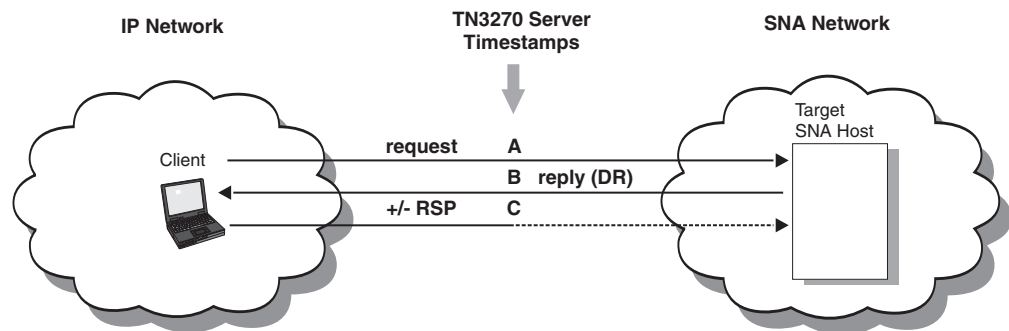 IP Network
TN3270 Server
Timestamps
SNA Network
Target
SNA Host
Client
request A
B reply (DR)
+/- RSP C